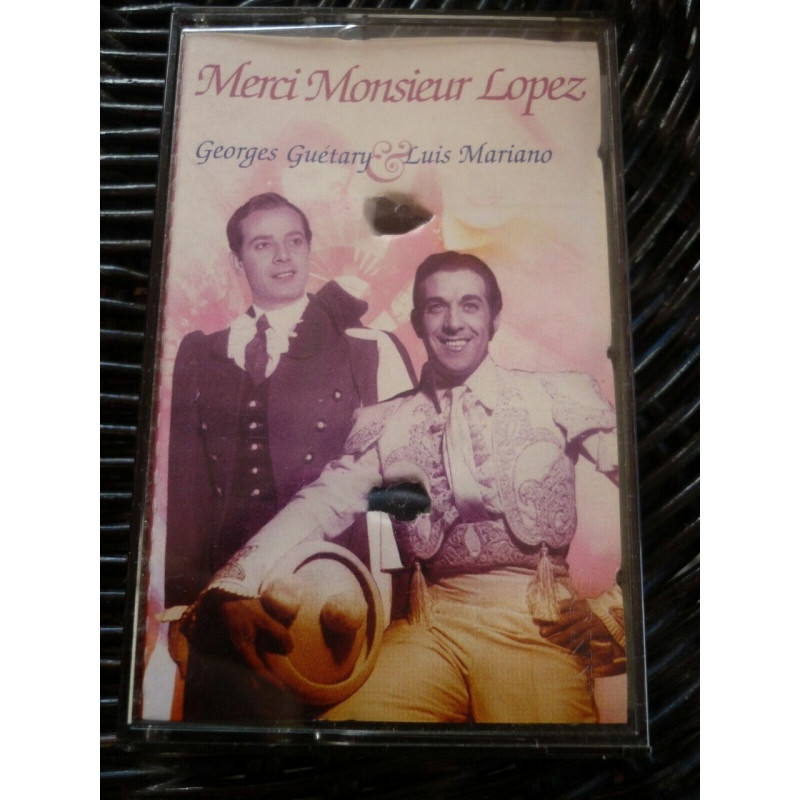 Merci Monsieur Lopez
Georges Guétary & Luis Mariano